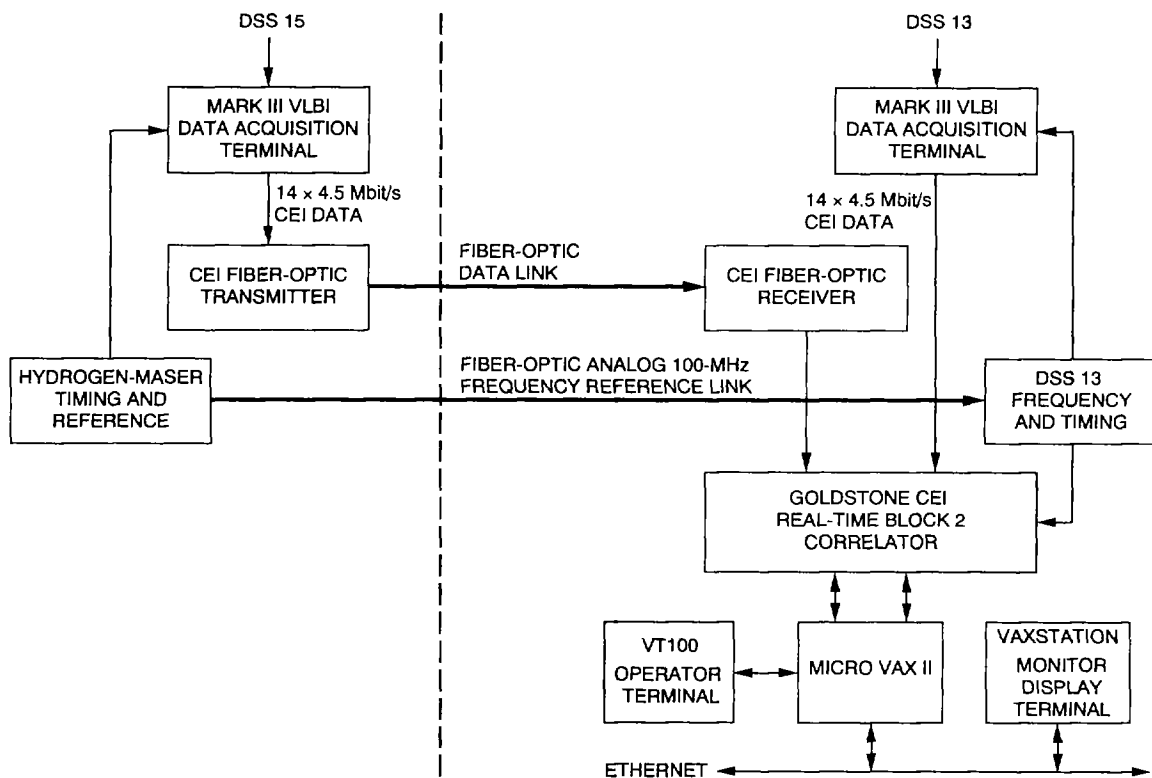 DSS 15
DSS 13
MARK III VLBI
DATA ACQUISITION
TERMINAL
MARK III VLBI
DATA ACQUISITION
TERMINAL
14 × 4.5 Mbit/s
CEI DATA
14 × 4.5 Mbit/s
CEI DATA
CEI FIBER-OPTIC
TRANSMITTER
FIBER-OPTIC
DATA LINK
CEI FIBER-OPTIC
RECEIVER
HYDROGEN-MASER
TIMING AND
REFERENCE
FIBER-OPTIC ANALOG 100-MHz
FREQUENCY REFERENCE LINK
DSS 13
FREQUENCY
AND TIMING
GOLDSTONE CEI
REAL-TIME BLOCK 2
CORRELATOR
VT100
OPERATOR
TERMINAL
MICRO VAX II
VAXSTATION
MONITOR
DISPLAY
TERMINAL
ETHERNET